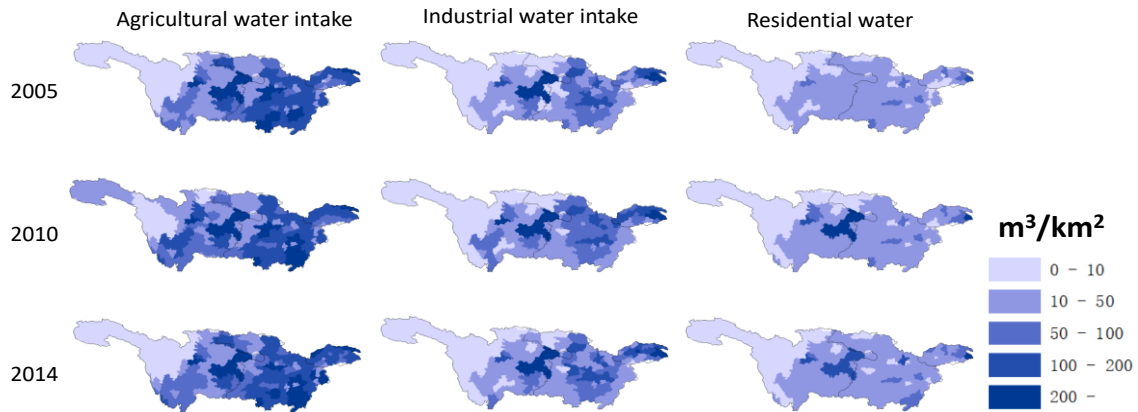 Agricultural water intake
Industrial water intake
Residential water
2005
2010
2014
m³/km²
0 - 10
10 - 50
50 - 100
100 - 200
200 -